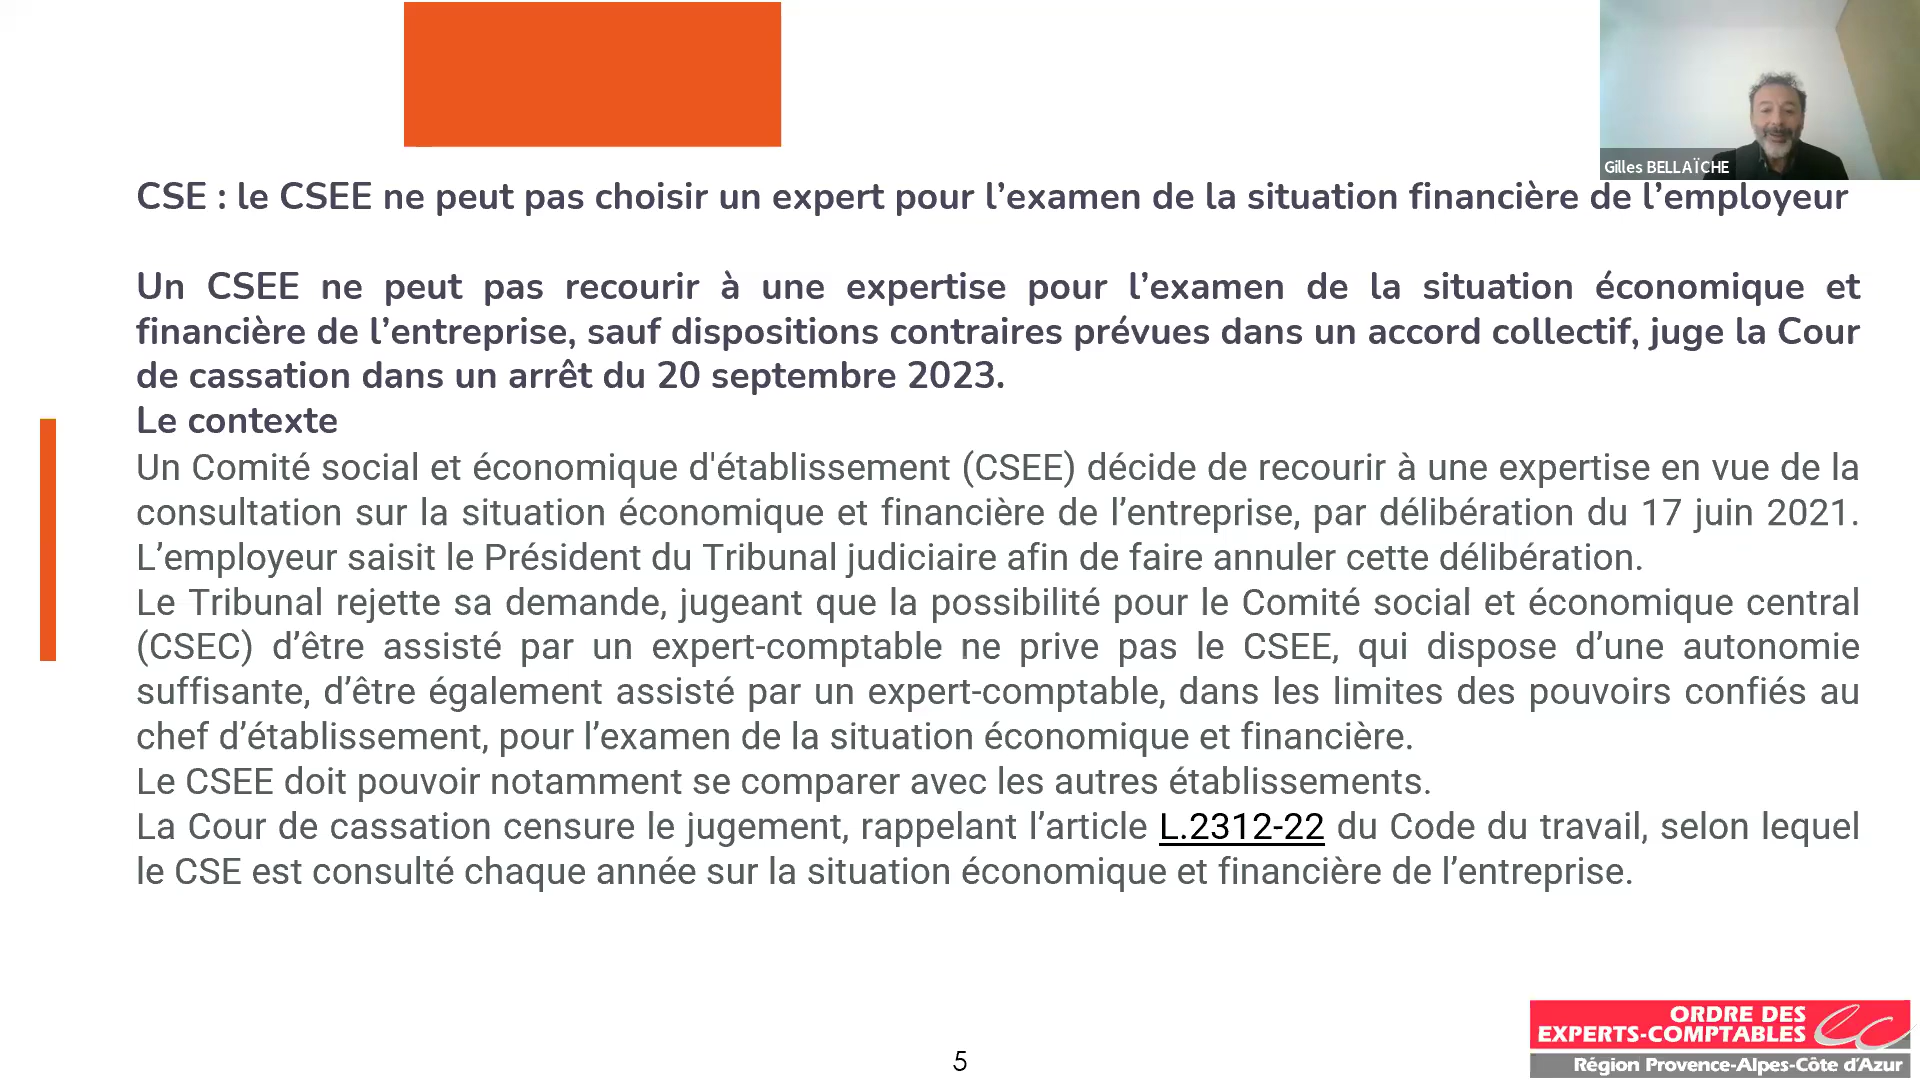 Gilles BELLAÏCHE
CSE : le CSEE ne peut pas choisir un expert pour l’examen de la situation financière de l’employeur
Un CSEE ne peut pas recourir à une expertise pour l’examen de la situation économique et
financière de l’entreprise, sauf dispositions contraires prévues dans un accord collectif, juge la Cour
de cassation dans un arrêt du 20 septembre 2023.
Le contexte
Un Comité social et économique d'établissement (CSEE) décide de recourir à une expertise en vue de la
consultation sur la situation économique et financière de l’entreprise, par délibération du 17 juin 2021.
L’employeur saisit le Président du Tribunal judiciaire afin de faire annuler cette délibération.
Le Tribunal rejette sa demande, jugeant que la possibilité pour le Comité social et économique central
(CSEC) d’être assisté par un expert-comptable ne prive pas le CSEE, qui dispose d’une autonomie
suffisante, d’être également assisté par un expert-comptable, dans les limites des pouvoirs confiés au
chef d’établissement, pour l’examen de la situation économique et financière.
Le CSEE doit pouvoir notamment se comparer avec les autres établissements.
La Cour de cassation censure le jugement, rappelant l’article L.2312-22 du Code du travail, selon lequel
le CSE est consulté chaque année sur la situation économique et financière de l’entreprise.
ORDRE DES
EXPERTS-COMPTABLES
Région Provence-Alpes-Côte d’Azur
5